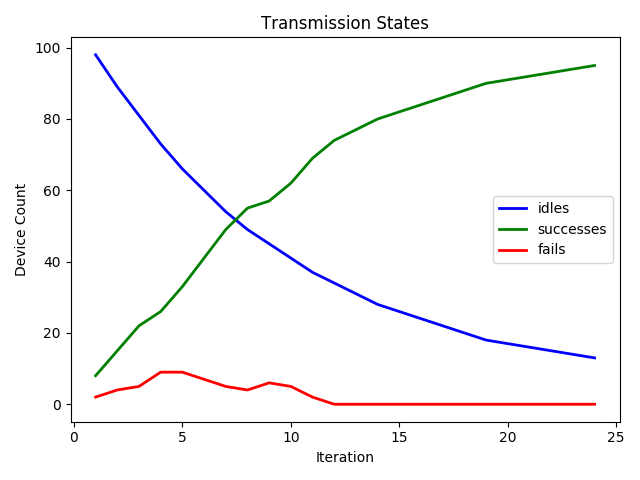 Transmission States
Device Count
100
80
60
40
20
0
idles
successes
fails
0
5
10
15
20
25
Iteration